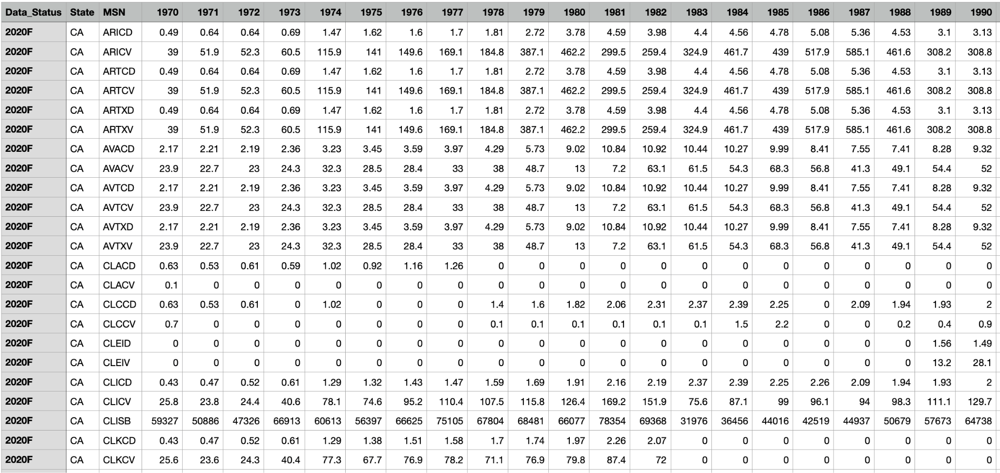 Data_Status State MSN 1970 1971 1972 1973 1974 1975 1976 1977 1978 1979 1980 1981 1982 1983 1984 1985 1986 1987 1988 1989 1990
2020F CA ARICD 0.49 0.64 0.64 0.69 1.47 1.62 1.6 1.7 1.81 2.72 3.78 4.59 3.98 4.4 4.56 4.78 5.08 5.36 4.53 3.1 3.13
2020F CA ARICV 39 51.9 52.3 60.5 115.9 141 149.6 169.1 184.8 387.1 462.2 299.5 259.4 324.9 461.7 439 517.9 585.1 461.6 308.2 308.8
2020F CA ARTCD 0.49 0.64 0.64 0.69 1.47 1.62 1.6 1.7 1.81 2.72 3.78 4.59 3.98 4.4 4.56 4.78 5.08 5.36 4.53 3.1 3.13
2020F CA ARTCV 39 51.9 52.3 60.5 115.9 141 149.6 169.1 184.8 387.1 462.2 299.5 259.4 324.9 461.7 439 517.9 585.1 461.6 308.2 308.8
2020F CA ARTXD 0.49 0.64 0.64 0.69 1.47 1.62 1.6 1.7 1.81 2.72 3.78 4.59 3.98 4.4 4.56 4.78 5.08 5.36 4.53 3.1 3.13
2020F CA ARTXV 39 51.9 52.3 60.5 115.9 141 149.6 169.1 184.8 387.1 462.2 299.5 259.4 324.9 461.7 439 517.9 585.1 461.6 308.2 308.8
2020F CA AVACD 2.17 2.21 2.19 2.36 3.23 3.45 3.59 3.97 4.29 5.73 9.02 10.84 10.92 10.44 10.27 9.99 8.41 7.55 7.41 8.28 9.32
2020F CA AVACV 23.9 22.7 23 24.3 32.3 28.5 28.4 33 38 48.7 13 7.2 63.1 61.5 54.3 68.3 56.8 41.3 49.1 54.4 52
2020F CA AVTCD 2.17 2.21 2.19 2.36 3.23 3.45 3.59 3.97 4.29 5.73 9.02 10.84 10.92 10.44 10.27 9.99 8.41 7.55 7.41 8.28 9.32
2020F CA AVTCV 23.9 22.7 23 24.3 32.3 28.5 28.4 33 38 48.7 13 7.2 63.1 61.5 54.3 68.3 56.8 41.3 49.1 54.4 52
2020F CA AVTXD 2.17 2.21 2.19 2.36 3.23 3.45 3.59 3.97 4.29 5.73 9.02 10.84 10.92 10.44 10.27 9.99 8.41 7.55 7.41 8.28 9.32
2020F CA AVTXV 23.9 22.7 23 24.3 32.3 28.5 28.4 33 38 48.7 13 7.2 63.1 61.5 54.3 68.3 56.8 41.3 49.1 54.4 52
2020F CA CLACD 0.63 0.53 0.61 0.59 1.02 0.92 1.16 1.26 0 0 0 0 0 0 0 0 0 0 0 0 0
2020F CA CLACV 0.1 0 0 0 0 0 0 0 0 0 0 0 0 0 0 0 0 0 0 0 0
2020F CA CLCCD 0.63 0.53 0.61 0 1.02 0 0 0 1.4 1.6 1.82 2.06 2.31 2.37 2.39 2.25 0 2.09 1.94 1.93 2
2020F CA CLCCV 0.7 0 0 0 0 0 0 0 0.1 0.1 0.1 0.1 0.1 0.1 1.5 2.2 0 0 0.2 0.4 0.9
2020F CA CLEID 0 0 0 0 0 0 0 0 0 0 0 0 0 0 0 0 0 0 0 1.56 1.49
2020F CA CLEIV 0 0 0 0 0 0 0 0 0 0 0 0 0 0 0 0 0 0 0 13.2 28.1
2020F CA CLICD 0.43 0.47 0.52 0.61 1.29 1.32 1.43 1.47 1.59 1.69 1.91 2.16 2.19 2.37 2.39 2.25 2.26 2.09 1.94 1.93 2
2020F CA CLICV 25.8 23.8 24.4 40.6 78.1 74.6 95.2 110.4 107.5 115.8 126.4 169.2 151.9 75.6 87.1 99 96.1 94 98.3 111.1 129.7
2020F CA CLISB 59327 50886 47326 66913 60613 56397 66625 75105 67804 68481 66077 78354 69368 31976 36456 44016 42519 44937 50679 57673 64738
2020F CA CLKCD 0.43 0.47 0.52 0.61 1.29 1.38 1.51 1.58 1.7 1.74 1.97 2.26 2.07 0 0 0 0 0 0 0 0
2020F CA CLKCV 25.6 23.6 24.3 40.4 77.3 67.7 76.9 78.2 71.1 76.9 79.8 87.4 72 0 0 0 0 0 0 0 0